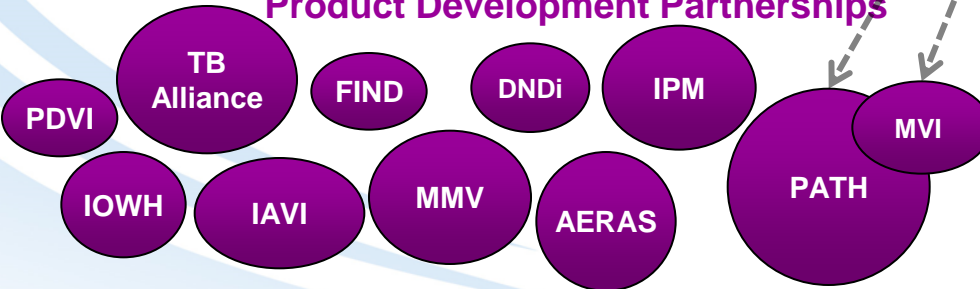 Product Development Partnerships
TB
Alliance
FIND
DNDi
IPM
PDVI
MVI
IOWH
IAVI
MMV
AERAS
PATH